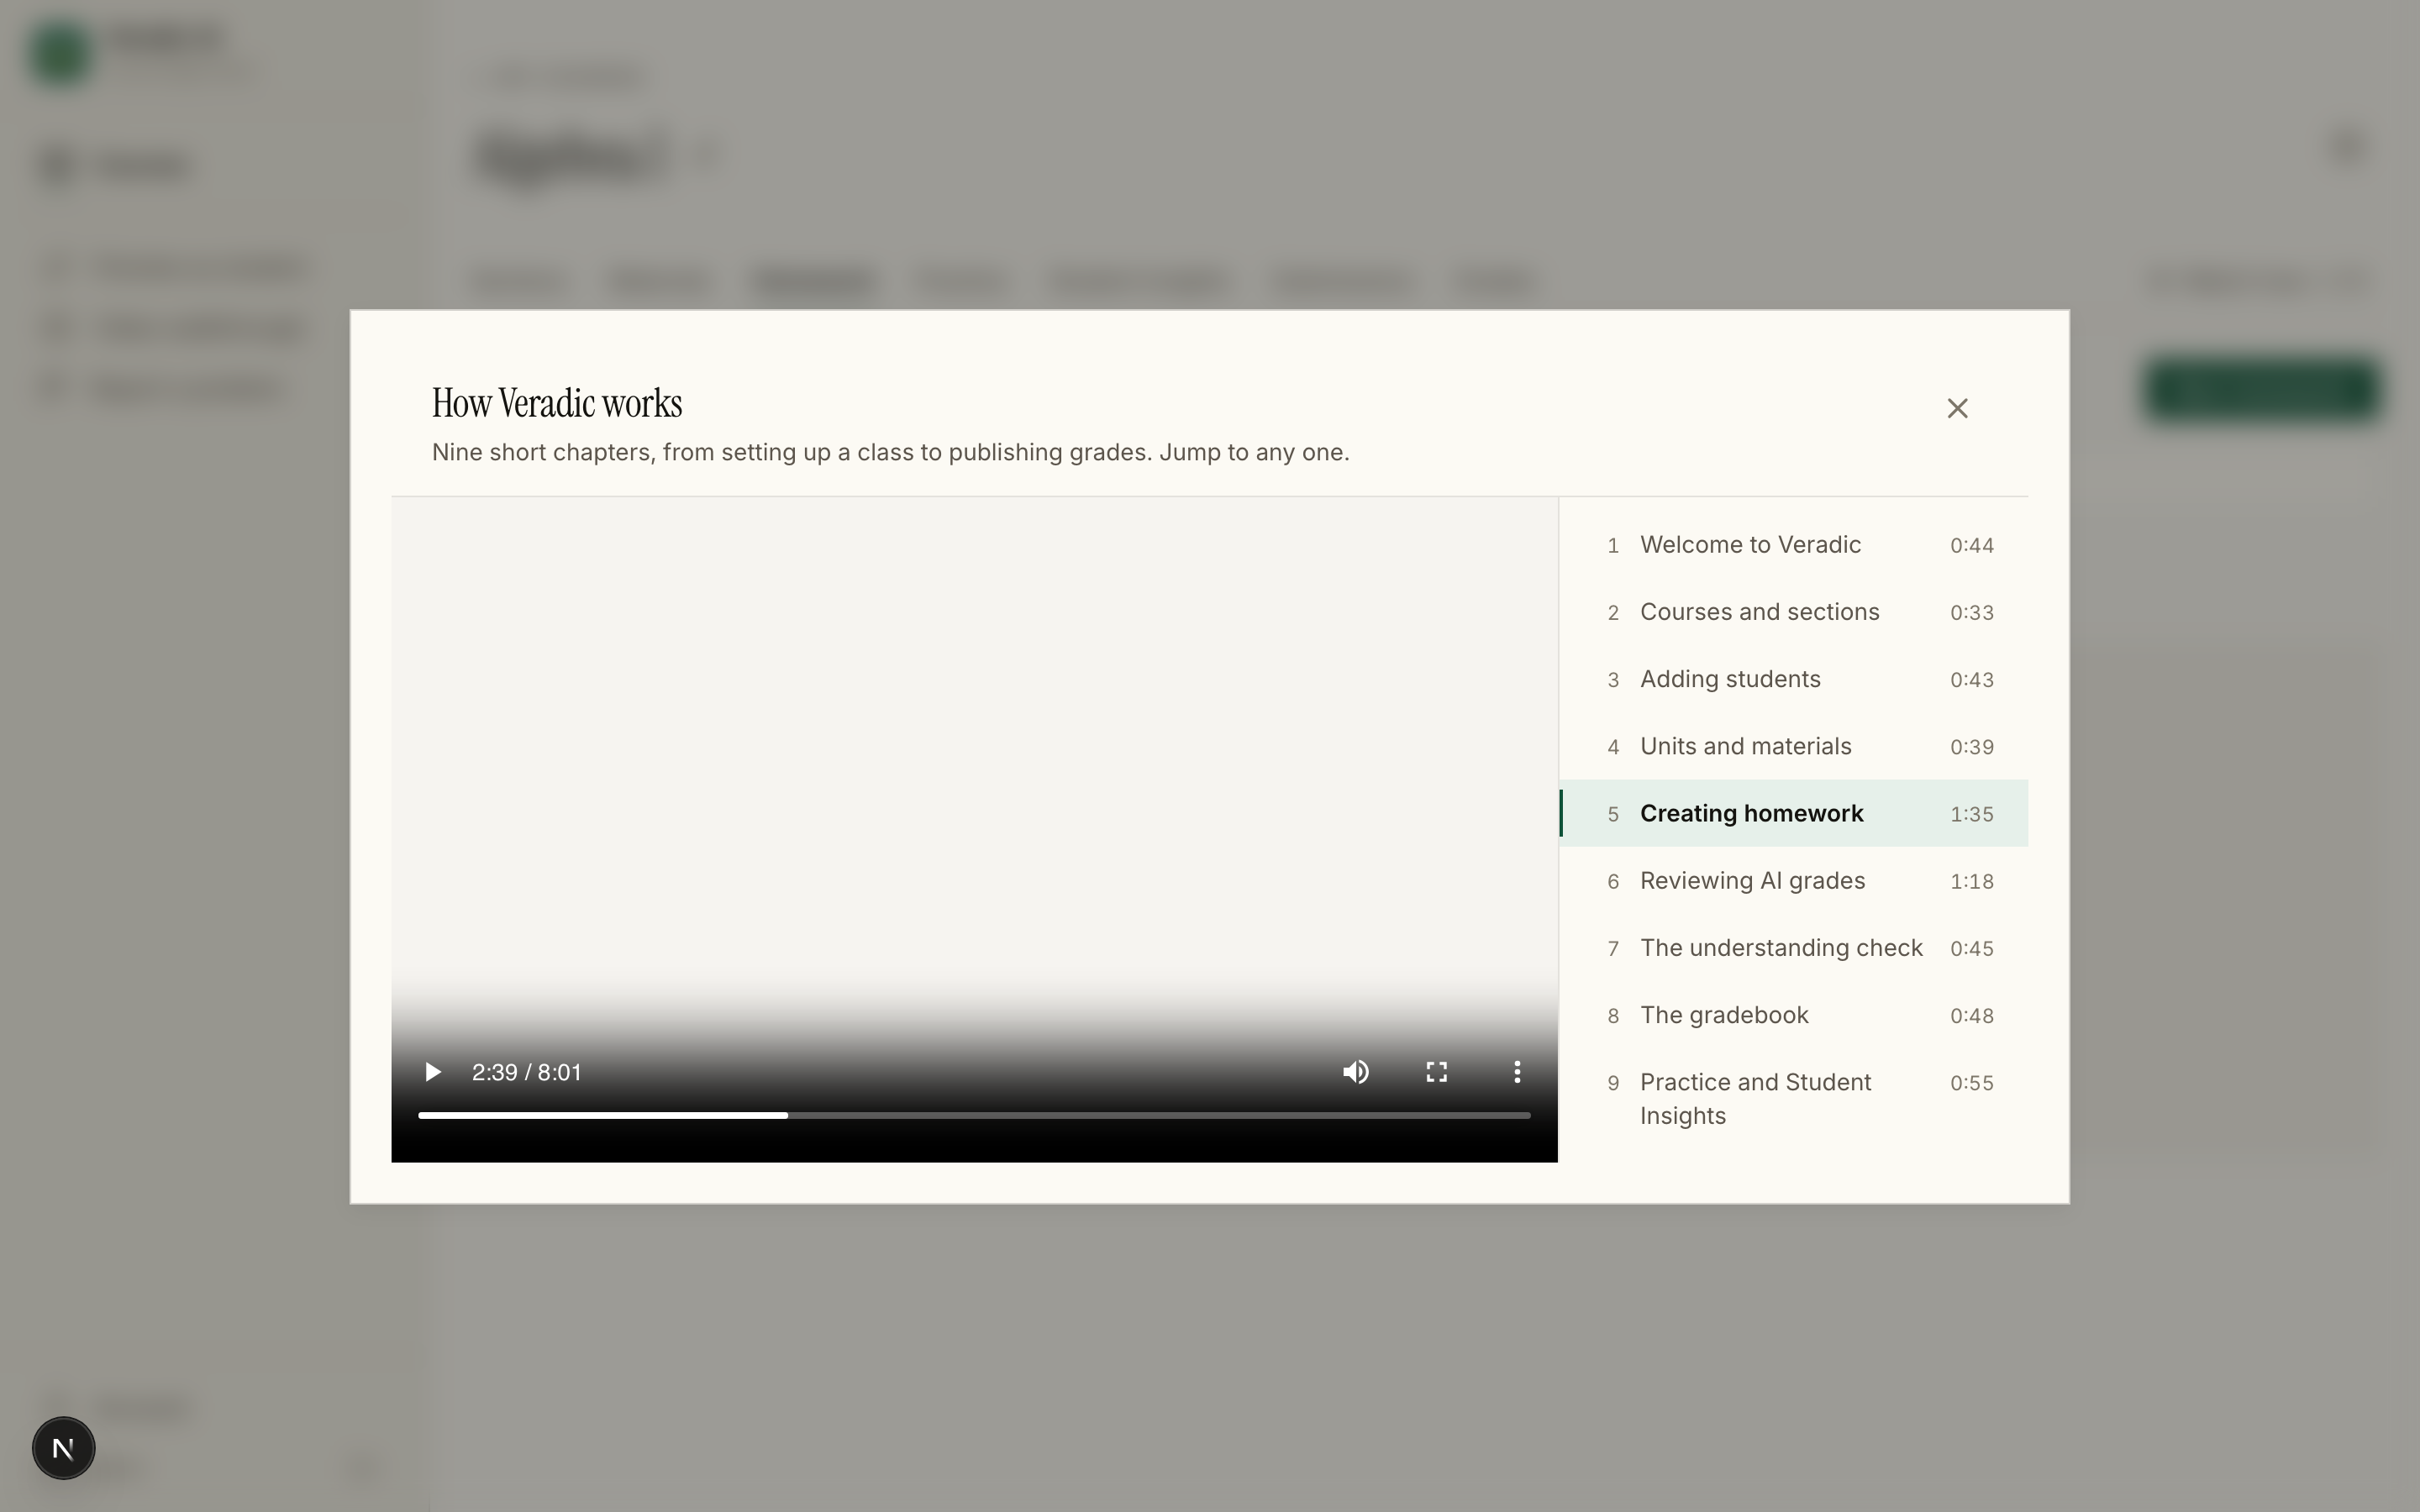 How Veradic works
Nine short chapters, from setting up a class to publishing grades. Jump to any one.
1 Welcome to Veradic 0:44
2 Courses and sections 0:33
3 Adding students 0:43
4 Units and materials 0:39
5 Creating homework 1:35
6 Reviewing AI grades 1:18
7 The understanding check 0:45
8 The gradebook 0:48
9 Practice and Student 0:55
Insights
2:39 / 8:01
N